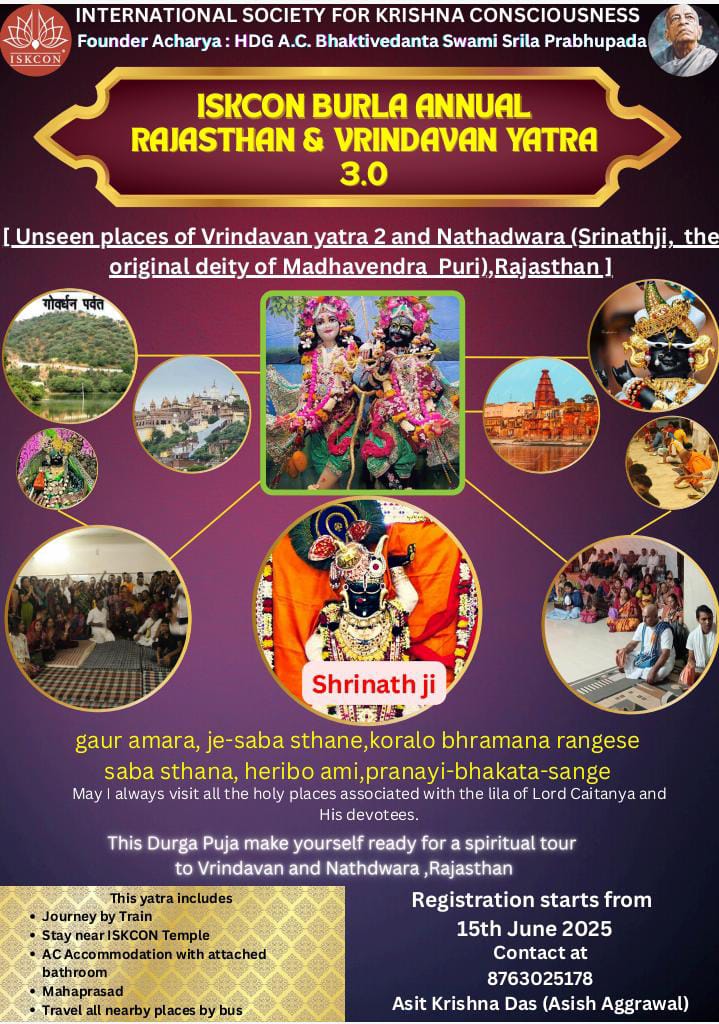 INTERNATIONAL SOCIETY FOR KRISHNA CONSCIOUSNESS
Founder Acharya : HDG A.C. Bhaktivedanta Swami Srila Prabhupada
ISKCON
ISKCON BURLA ANNUAL
RAJASTHAN & VRINDAVAN YATRA
3.0
[ Unseen places of Vrindavan yatra 2 and Nathadwara (Srinathji, the
original deity of Madhavendra Puri),Rajasthan ]
गोवर्धन पर्वत
Shrinath ji
gaur amara, je-saba sthane,koralo bhramana rangese
saba sthana, heribo ami,pranayi-bhakata-sange
May I always visit all the holy places associated with the lila of Lord Caitanya and
His devotees.
This Durga Puja make yourself ready for a spiritual tour
to Vrindavan and Nathdwara ,Rajasthan
This yatra includes
• Journey by Train
• Stay near ISKCON Temple
• AC Accommodation with attached
bathroom
• Mahaprasad
• Travel all nearby places by bus
Registration starts from
15th June 2025
Contact at
8763025178
Asit Krishna Das (Asish Aggrawal)